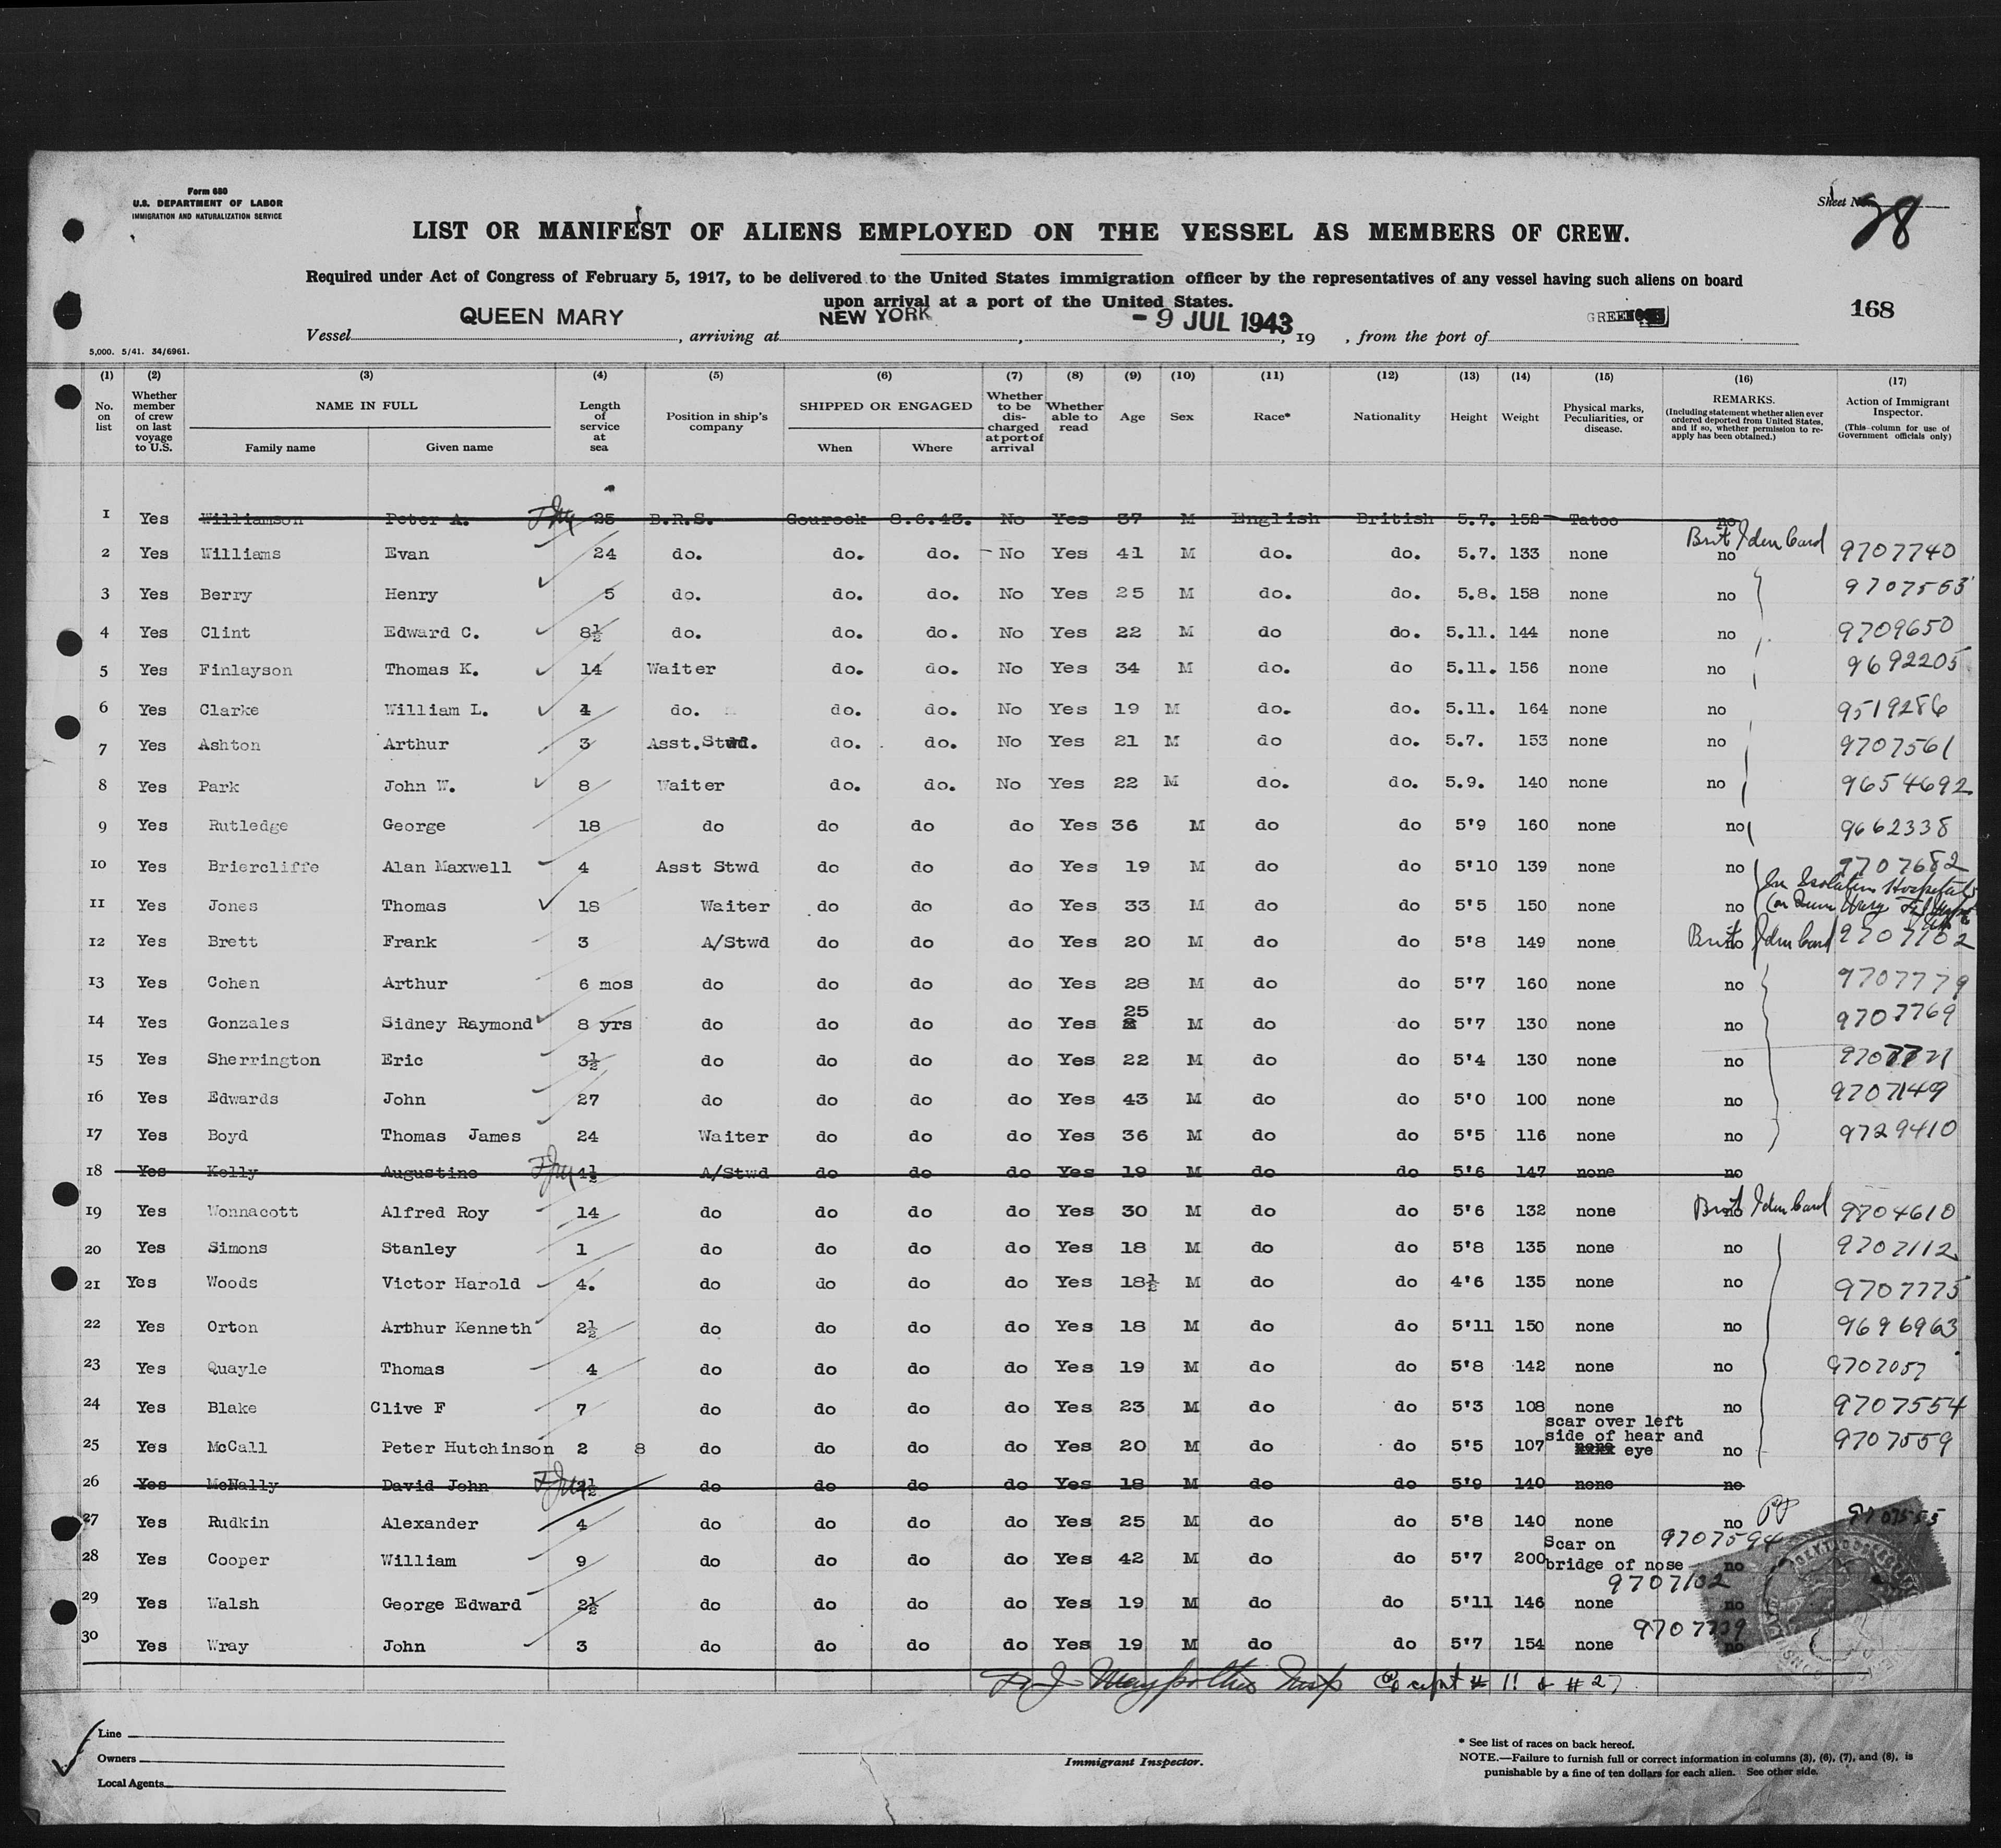 Form 680
U.S. DEPARTMENT OF LABOR
IMMIGRATION AND NATURALIZATION SERVICE
Sheet No. 38
LIST OR MANIFEST OF ALIENS EMPLOYED ON THE VESSEL AS MEMBERS OF CREW.
Required under Act of Congress of February 5, 1917, to be delivered to the United States immigration officer by the representatives of any vessel having such aliens on board
upon arrival at a port of the United States.
168
Vessel QUEEN MARY, arriving at NEW YORK, - 9 JUL 1943, 19 , from the port of GREENOCK
5,000. 5/41. 34/6961.
(1) (2) (3) (4) (5) (6) (7) (8) (9) (10) (11) (12) (13) (14) (15) (16) (17)
No. on list
Whether member of crew on last voyage to U.S.
NAME IN FULL
Family name Given name
Length of service at sea
Position in ship's company
SHIPPED OR ENGAGED
When Where
Whether to be discharged at port of arrival
Whether able to read
Age
Sex
Race*
Nationality
Height
Weight
Physical marks, Peculiarities, or disease.
REMARKS.
(Including statement whether alien ever ordered deported from United States, and if so, whether permission to reapply has been obtained.)
Action of Immigrant Inspector.
(This column for use of Government officials only)
1 Yes Williamson Peter A. 25 B.R.S. Gourock 8.6.43. No Yes 37 M English British 5.7. 152 Tatoo no
2 Yes Williams Evan 24 do. do. do. No Yes 41 M do. do. 5.7. 133 none no Brit Iden Card 9707740
3 Yes Berry Henry 5 do. do. do. No Yes 25 M do. do. 5.8. 158 none no 9707563
4 Yes Clint Edward C. 8½ do. do. do. No Yes 22 M do do. 5.11. 144 none no 9709650
5 Yes Finlayson Thomas K. 14 Waiter do. do. No Yes 34 M do. do 5.11. 156 none no 9692205
6 Yes Clarke William L. 4 do. do. do. No Yes 19 M do. do. 5.11. 164 none no 9519286
7 Yes Ashton Arthur 3 Asst.Stwd. do. do. No Yes 21 M do do. 5.7. 153 none no 9707561
8 Yes Park John W. 8 Waiter do. do. No Yes 22 M do. do. 5.9. 140 none no 9654692
9 Yes Rutledge George 18 do do do do Yes 36 M do do 5'9 160 none no 9662338
10 Yes Briercliffe Alan Maxwell 4 Asst Stwd do do do Yes 19 M do do 5'10 139 none no 9707682
11 Yes Jones Thomas 18 Waiter do do do Yes 33 M do do 5'5 150 none no In Isolation Hospital on Queen Mary
12 Yes Brett Frank 3 A/Stwd do do do Yes 20 M do do 5'8 149 none no Brit Iden Card 9707702
13 Yes Cohen Arthur 6 mos do do do do Yes 28 M do do 5'7 160 none no 9707779
14 Yes Gonzales Sidney Raymond 8 yrs do do do do Yes 25 M do do 5'7 130 none no 9707769
15 Yes Sherrington Eric 3½ do do do do Yes 22 M do do 5'4 130 none no 9707771
16 Yes Edwards John 27 do do do do Yes 43 M do do 5'0 100 none no 9707149
17 Yes Boyd Thomas James 24 Waiter do do do Yes 36 M do do 5'5 116 none no 9729410
18 Yes Kelly Augustine 4½ A/Stwd do do do Yes 19 M do do 5'6 147 none no
19 Yes Wonnacott Alfred Roy 14 do do do do Yes 30 M do do 5'6 132 none no Brit Iden Card 9704610
20 Yes Simons Stanley 1 do do do do Yes 18 M do do 5'8 135 none no 9707112
21 Yes Woods Victor Harold 4. do do do do Yes 18½ M do do 4'6 135 none no 9707775
22 Yes Orton Arthur Kenneth 2½ do do do do Yes 18 M do do 5'11 150 none no 9696963
23 Yes Quayle Thomas 4 do do do do Yes 19 M do do 5'8 142 none no 9707057
24 Yes Blake Clive F 7 do do do do Yes 23 M do do 5'3 108 none no 9707554
25 Yes McCall Peter Hutchinson 2 8 do do do do Yes 20 M do do 5'5 107 scar over left side of hear and eye no 9707559
26 Yes McNally David John do do do do Yes 18 M do do 5'9 140 none no
27 Yes Rudkin Alexander 4 do do do do Yes 25 M do do 5'8 140 none no PP 9707555
28 Yes Cooper William 9 do do do do Yes 42 M do do 5'7 200 Scar on bridge of nose no 9707594
29 Yes Walsh George Edward 2½ do do do do Yes 19 M do do 5'11 146 none no 9707102
30 Yes Wray John 3 do do do do Yes 19 M do do 5'7 154 none no 9707739
Except # 11 & # 27
Line
Owners
Local Agents
Immigrant Inspector.
* See list of races on back hereof.
NOTE.—Failure to furnish full or correct information in columns (3), (6), (7), and (8), is
punishable by a fine of ten dollars for each alien. See other side.